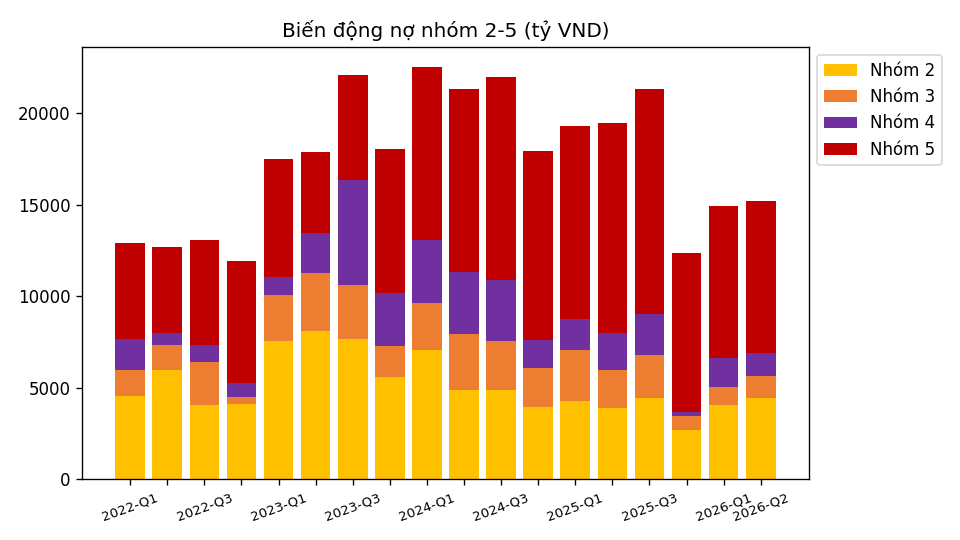 Biến động nợ nhóm 2-5 (tỷ VND)
Nhóm 2
Nhóm 3
Nhóm 4
Nhóm 5
20000
15000
10000
5000
0
2022-Q1
2022-Q3
2023-Q1
2023-Q3
2024-Q1
2024-Q3
2025-Q1
2025-Q3
2026-Q1
2026-Q2